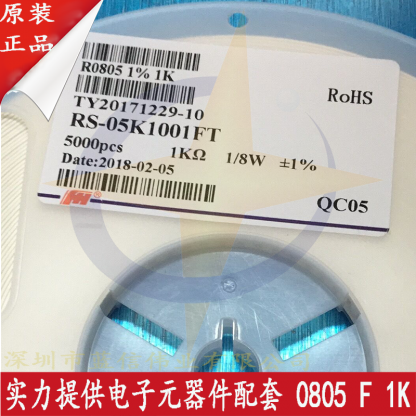 原装
正品
R0805 1% 1K
TY20171229-10
RoHS
RS-05K1001FT
5000pcs 1KΩ 1/8W ±1%
Date:2018-02-05
QC05
实力提供电子元器件配套 0805 F 1K